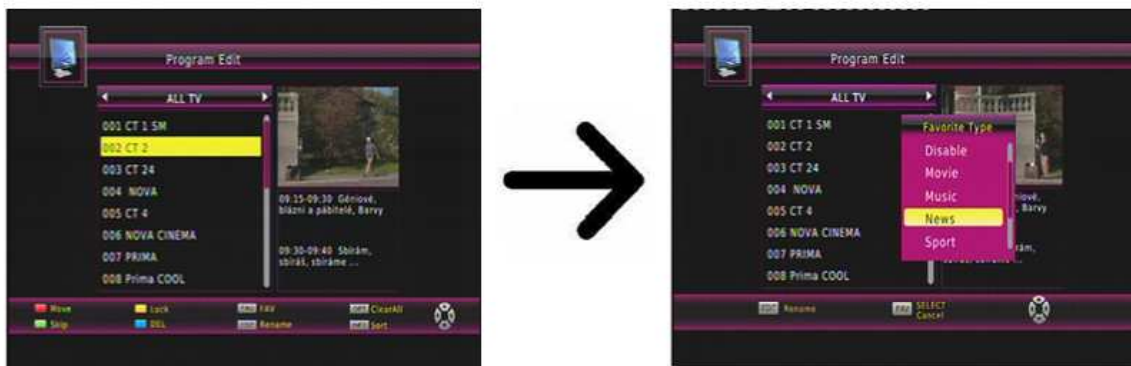 Program Edit
ALL TV
001 CT 1 SM
002 CT 2
003 CT 24
004 NOVA
005 CT 4
006 NOVA CINEMA
007 PRIMA
008 Prima COOL
09:15-09:30 Géniové,
blázni a pábitelé, Barvy
09:30-09:40 Sbírám,
sbíráš, sbíráme ...
Move
Lock
FAV FAV
ClearAll
Skip
DEL
Rename
Sort
Program Edit
ALL TV
001 CT 1 SM
002 CT 2
003 CT 24
004 NOVA
005 CT 4
006 NOVA CINEMA
007 PRIMA
008 Prima COOL
Favorite Type
Disable
Movie
Music
News
Sport
Barvy
Rename
FAV SELECT
Cancel